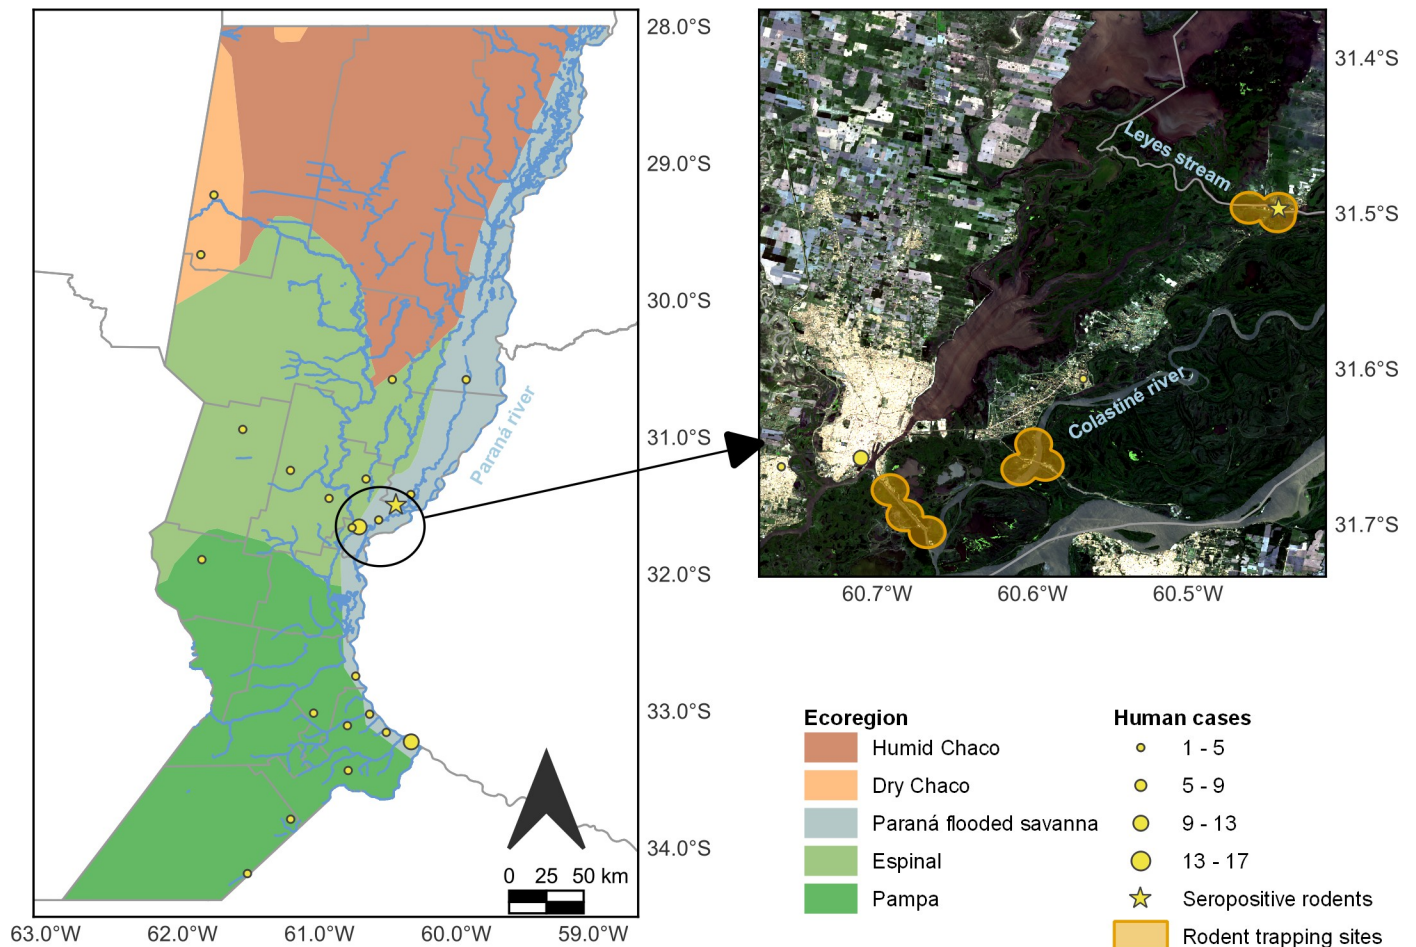 28.0°S
29.0°S
30.0°S
31.0°S
32.0°S
33.0°S
34.0°S
63.0°W
62.0°W
61.0°W
60.0°W
59.0°W
Paraná river
0 25 50 km
31.4°S
31.5°S
31.6°S
31.7°S
60.7°W
60.6°W
60.5°W
Leyes stream
Colastiné river
Ecoregion
Humid Chaco
Dry Chaco
Paraná flooded savanna
Espinal
Pampa
Human cases
1 - 5
5 - 9
9 - 13
13 - 17
Seropositive rodents
Rodent trapping sites